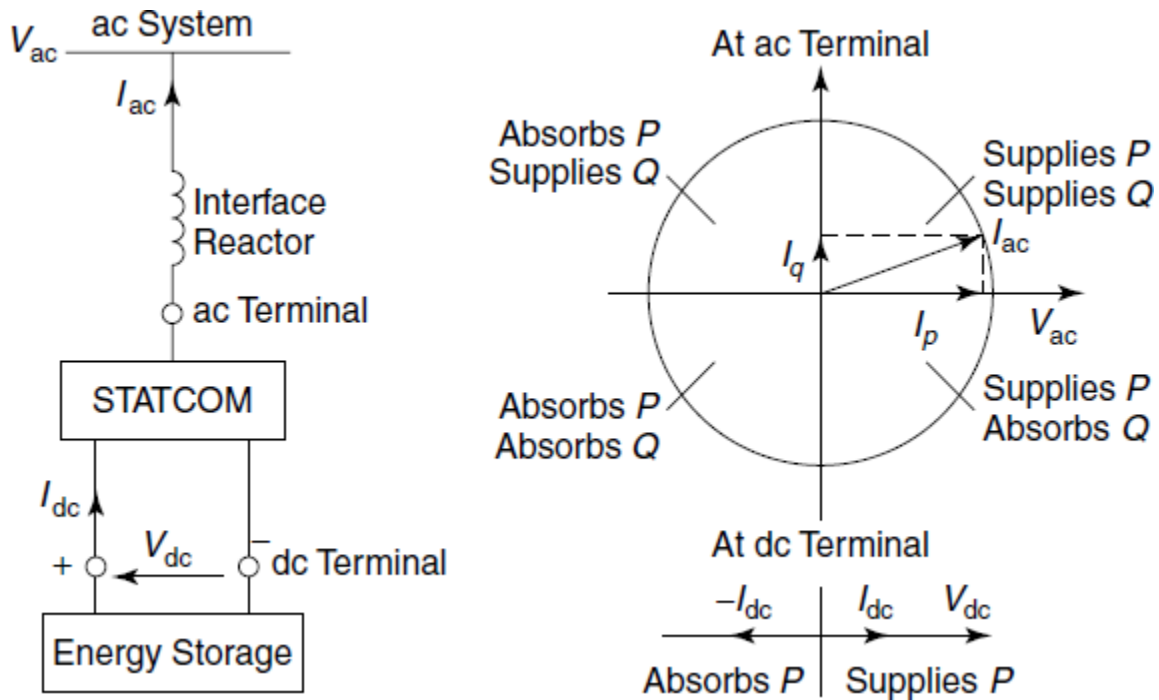 ac System
V_ac
I_ac
Interface
Reactor
ac Terminal
STATCOM
I_dc
V_dc
+
−
dc Terminal
Energy Storage
At ac Terminal
Absorbs P
Supplies Q
Supplies P
Supplies Q
I_ac
I_q
I_p
V_ac
Absorbs P
Absorbs Q
Supplies P
Absorbs Q
At dc Terminal
−I_dc
I_dc
V_dc
Absorbs P
Supplies P